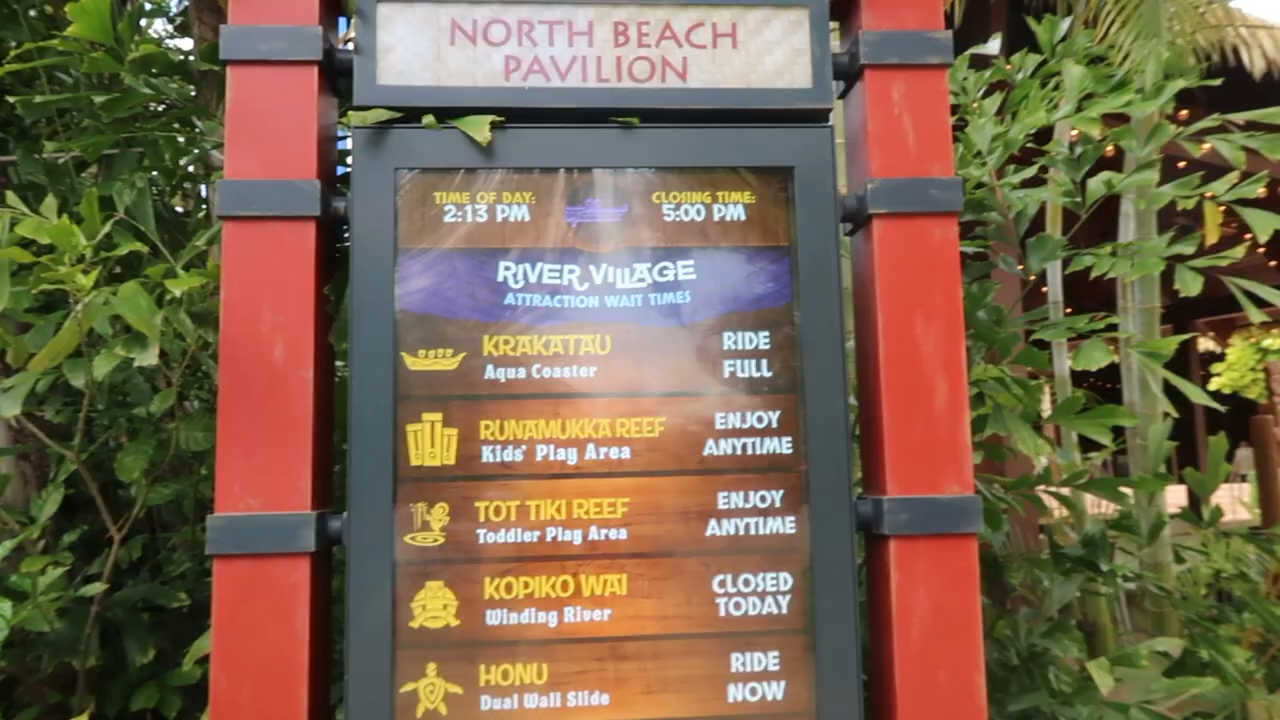 NORTH BEACH
PAVILION
TIME OF DAY: CLOSING TIME:
2:13 PM 5:00 PM
RIVER VILLAGE
ATTRACTION WAIT TIMES
KRAKATAU RIDE
Aqua Coaster FULL
RUNAMUKKA REEF ENJOY
Kids' Play Area ANYTIME
TOT TIKI REEF ENJOY
Toddler Play Area ANYTIME
KOPIKO WAI CLOSED
Winding River TODAY
HONU RIDE
Dual Wall Slide NOW